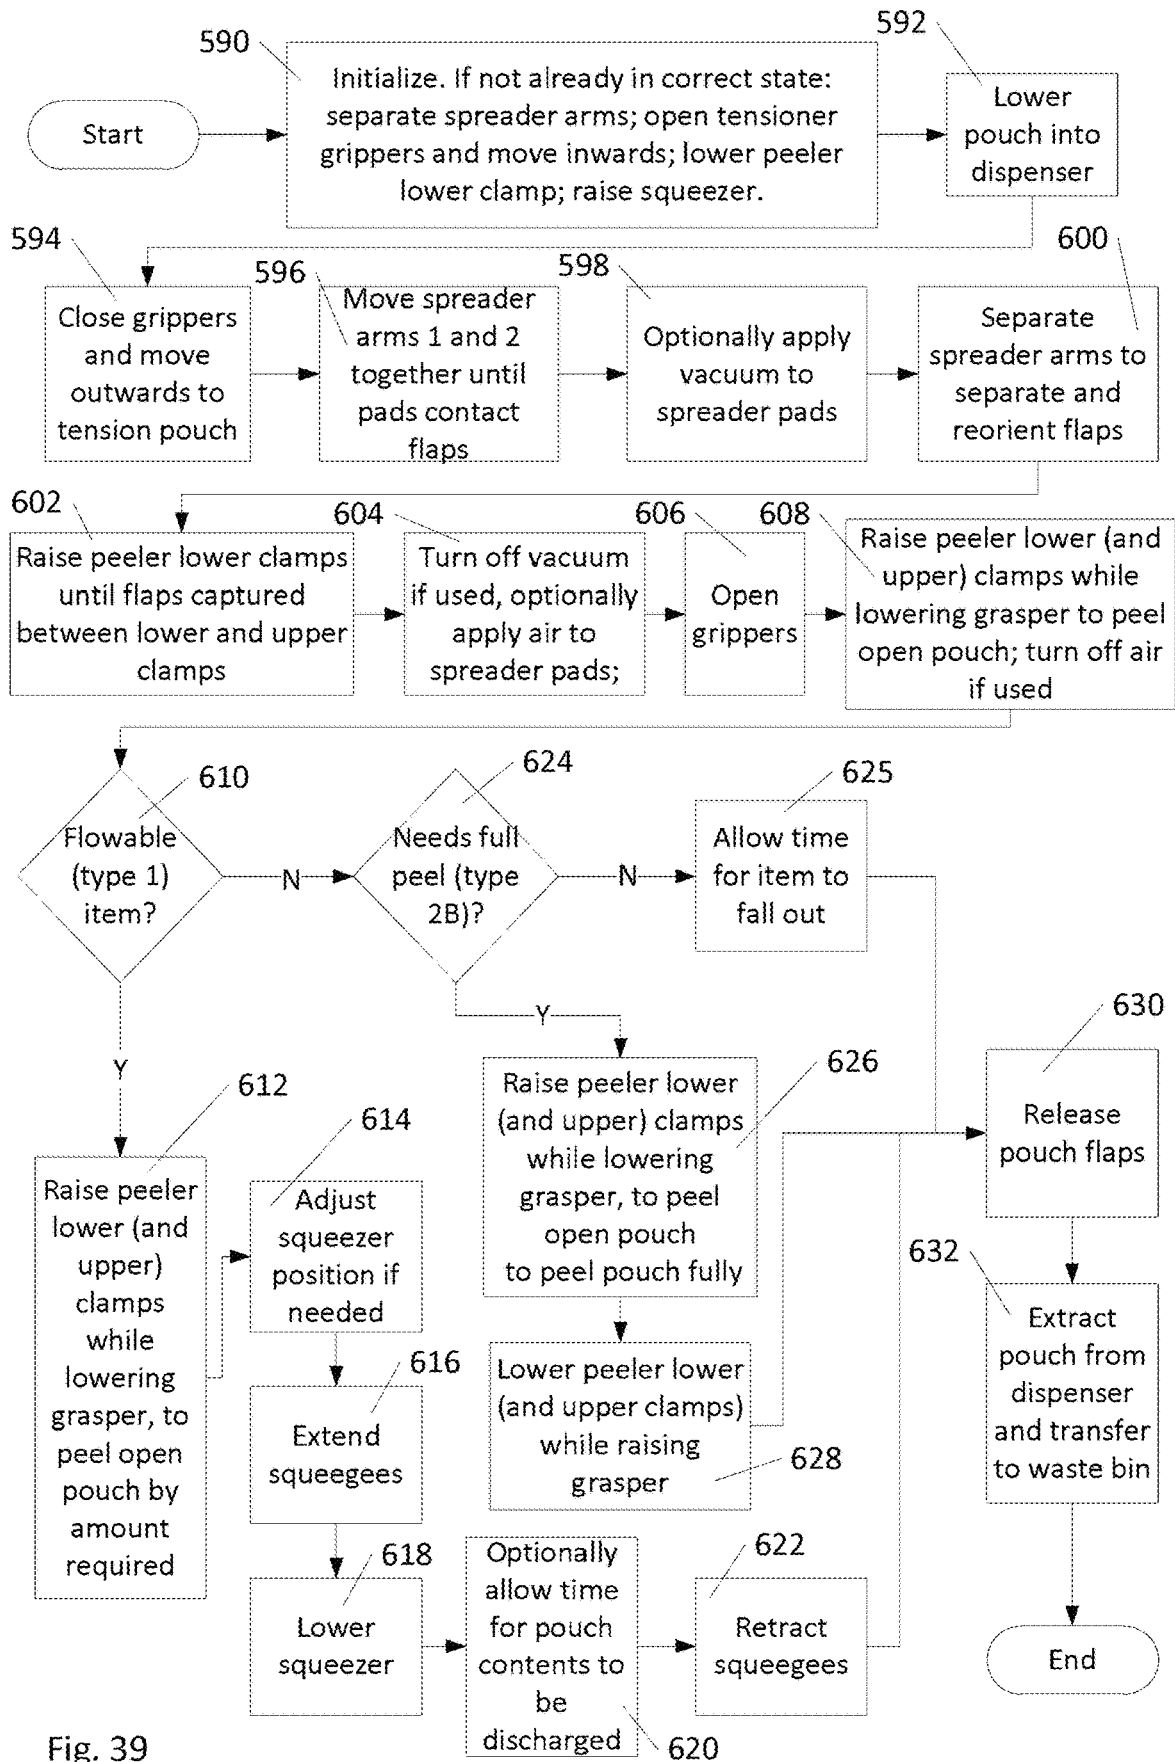 590
592
Start
Initialize. If not already in correct state:
separate spreader arms; open tensioner
grippers and move inwards; lower peeler
lower clamp; raise squeezer.
Lower
pouch into
dispenser
594
596
598
600
Close grippers
and move
outwards to
tension pouch
Move spreader
arms 1 and 2
together until
pads contact
flaps
Optionally apply
vacuum to
spreader pads
Separate
spreader arms to
separate and
reorient flaps
602
604
606
608
Raise peeler lower clamps
until flaps captured
between lower and upper
clamps
Turn off vacuum
if used, optionally
apply air to
spreader pads;
Open
grippers
Raise peeler lower (and
upper) clamps while
lowering grasper to peel
open pouch; turn off air
if used
610
624
625
Flowable
(type 1)
item?
N
Needs full
peel (type
2B)?
N
Allow time
for item to
fall out
Y
Y
612
614
626
630
Raise peeler
lower (and
upper)
clamps
while
lowering
grasper, to
peel open
pouch by
amount
required
Adjust
squeezer
position if
needed
Raise peeler lower
(and upper) clamps
while lowering
grasper, to peel
open pouch
to peel pouch fully
Release
pouch flaps
632
616
Extend
squeegees
Lower peeler lower
(and upper clamps)
while raising
grasper
628
Extract
pouch from
dispenser
and transfer
to waste bin
618
Lower
squeezer
Optionally
allow time
for pouch
contents to
be
discharged
620
622
Retract
squeegees
End
Fig. 39